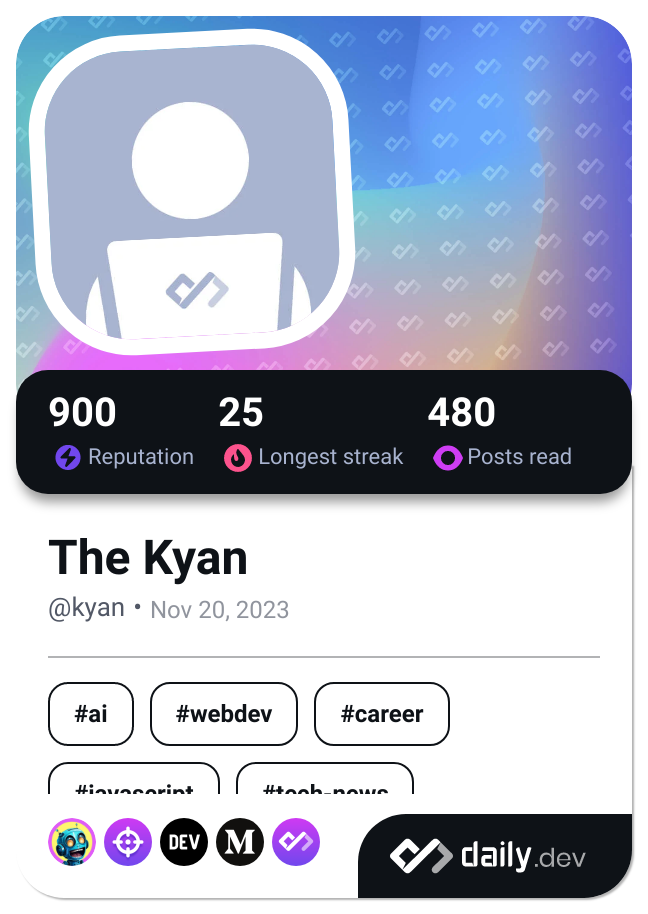 900 25 480
Reputation Longest streak Posts read
The Kyan
@kyan • Nov 20, 2023
#ai #webdev #career
#javascript #tech-news
DEV M daily.dev